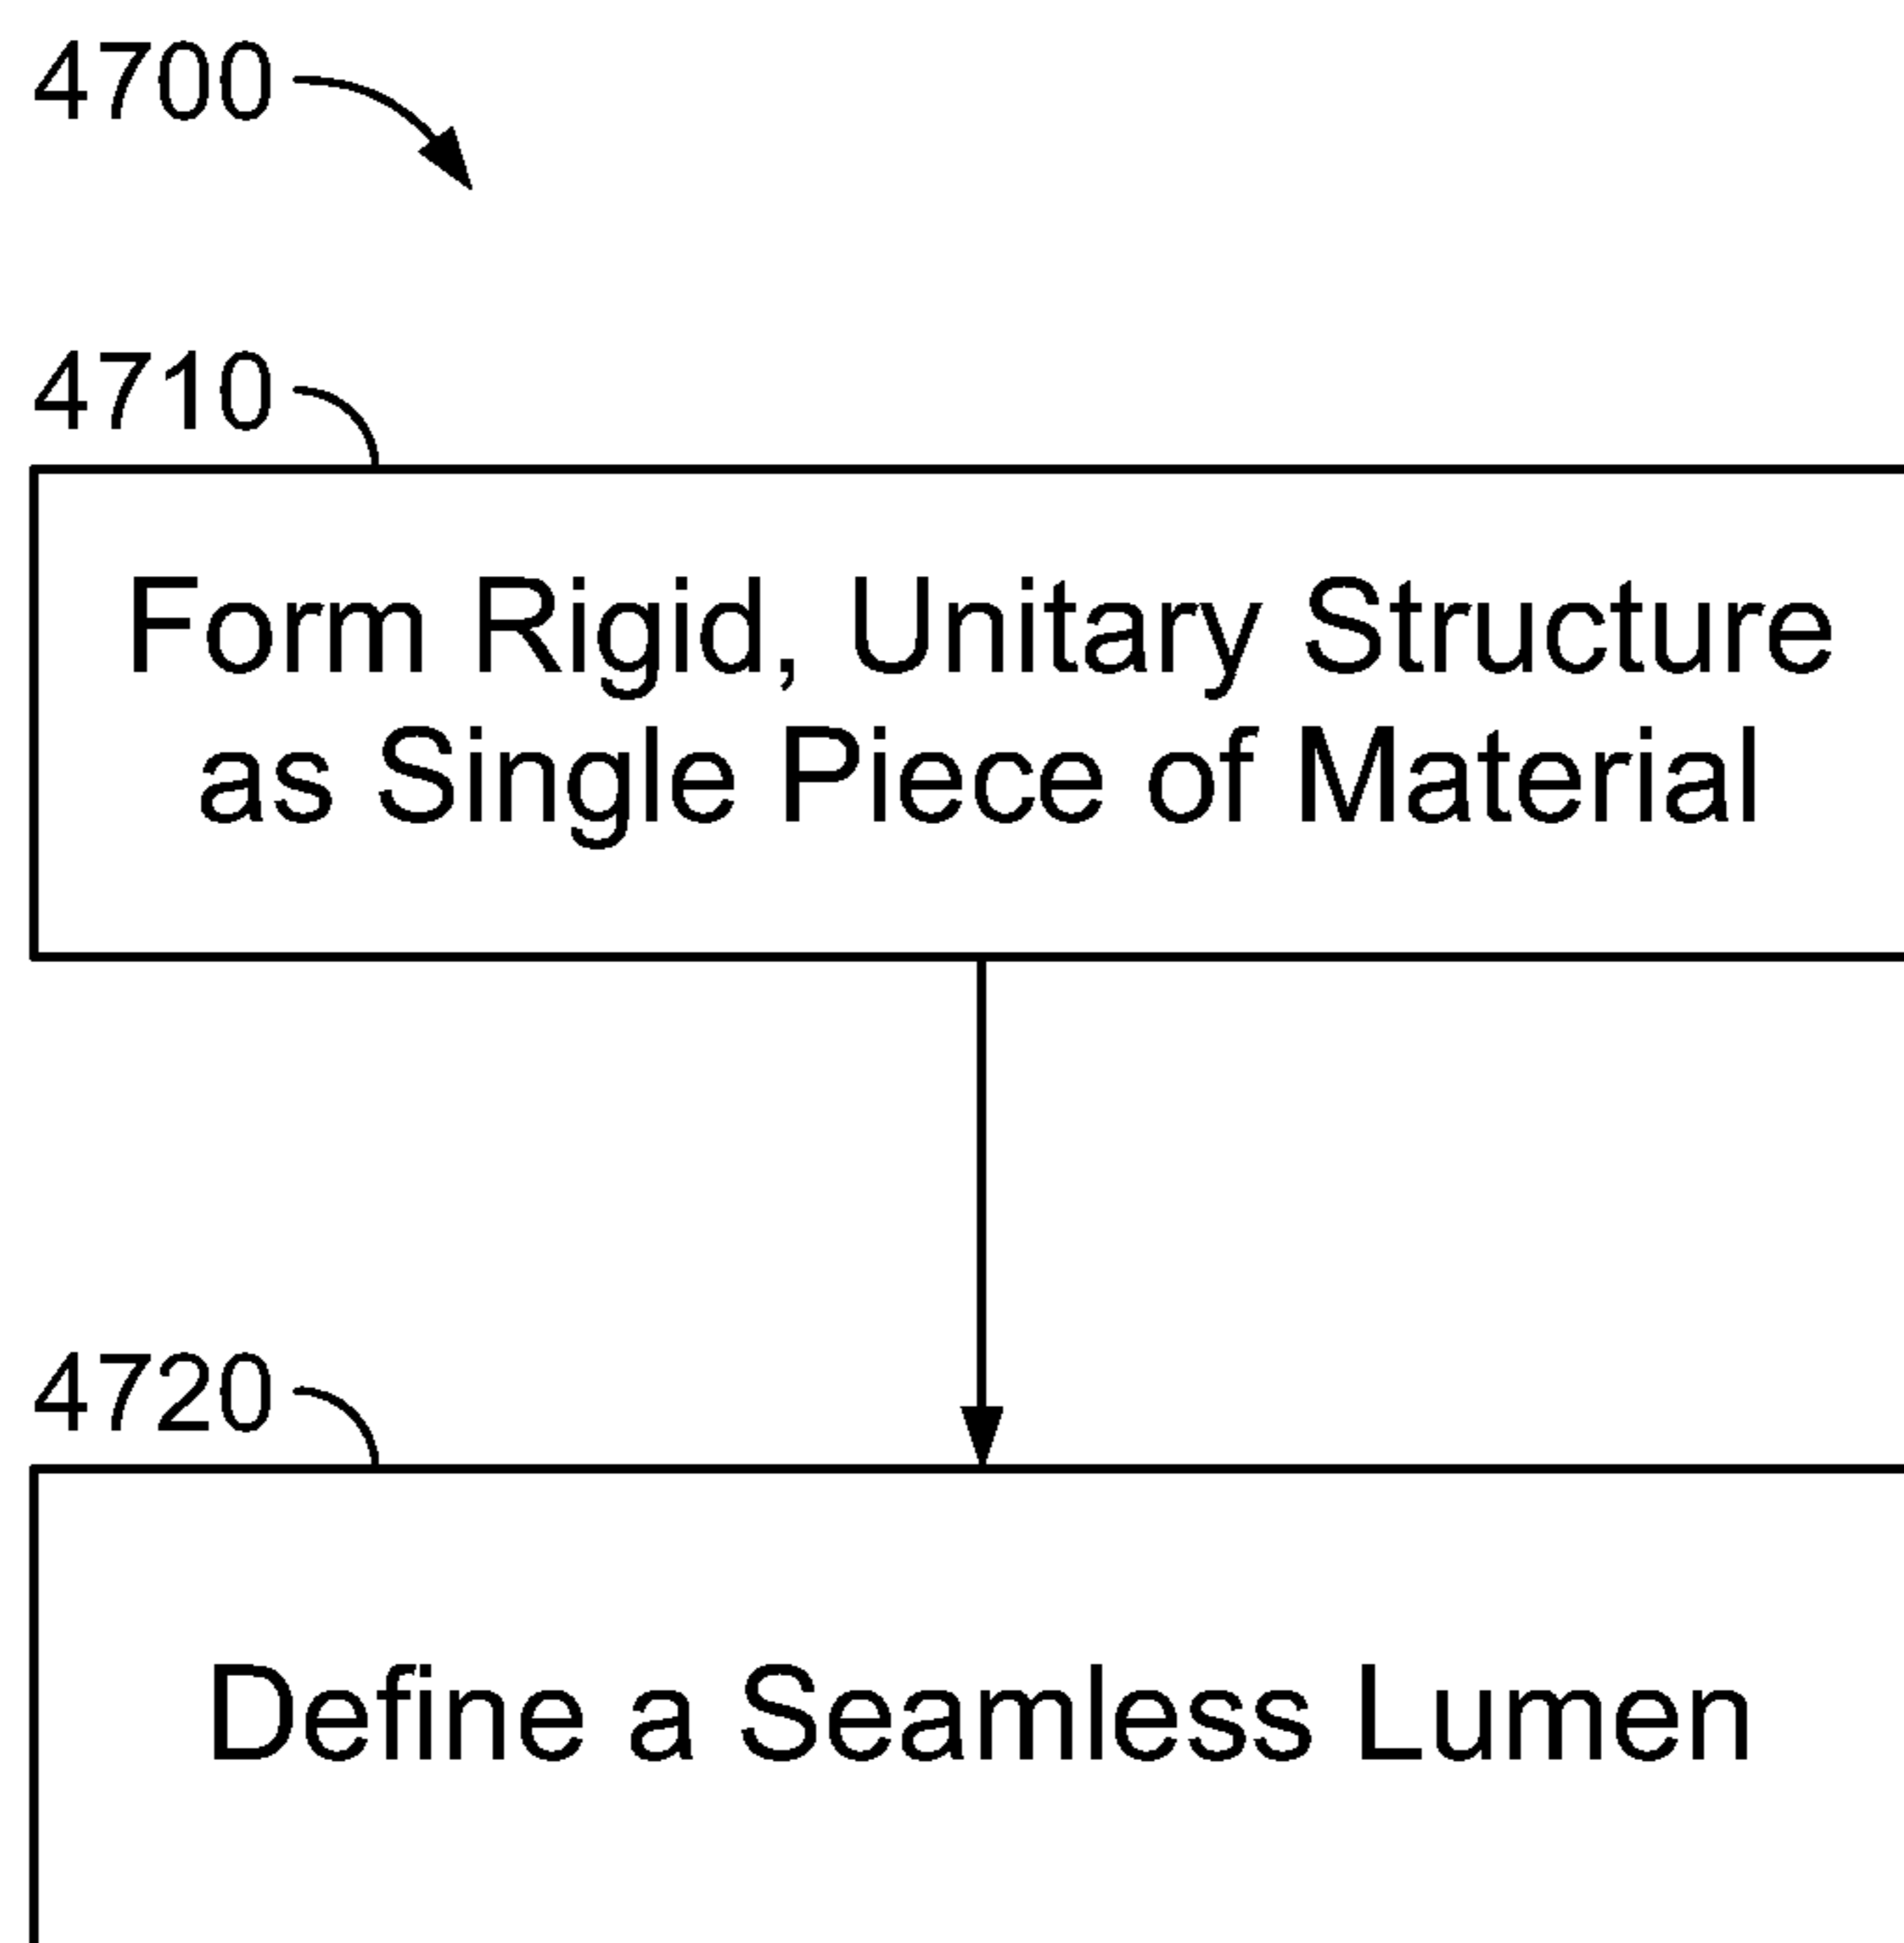 4700
4710
Form Rigid, Unitary Structure
as Single Piece of Material
4720
Define a Seamless Lumen